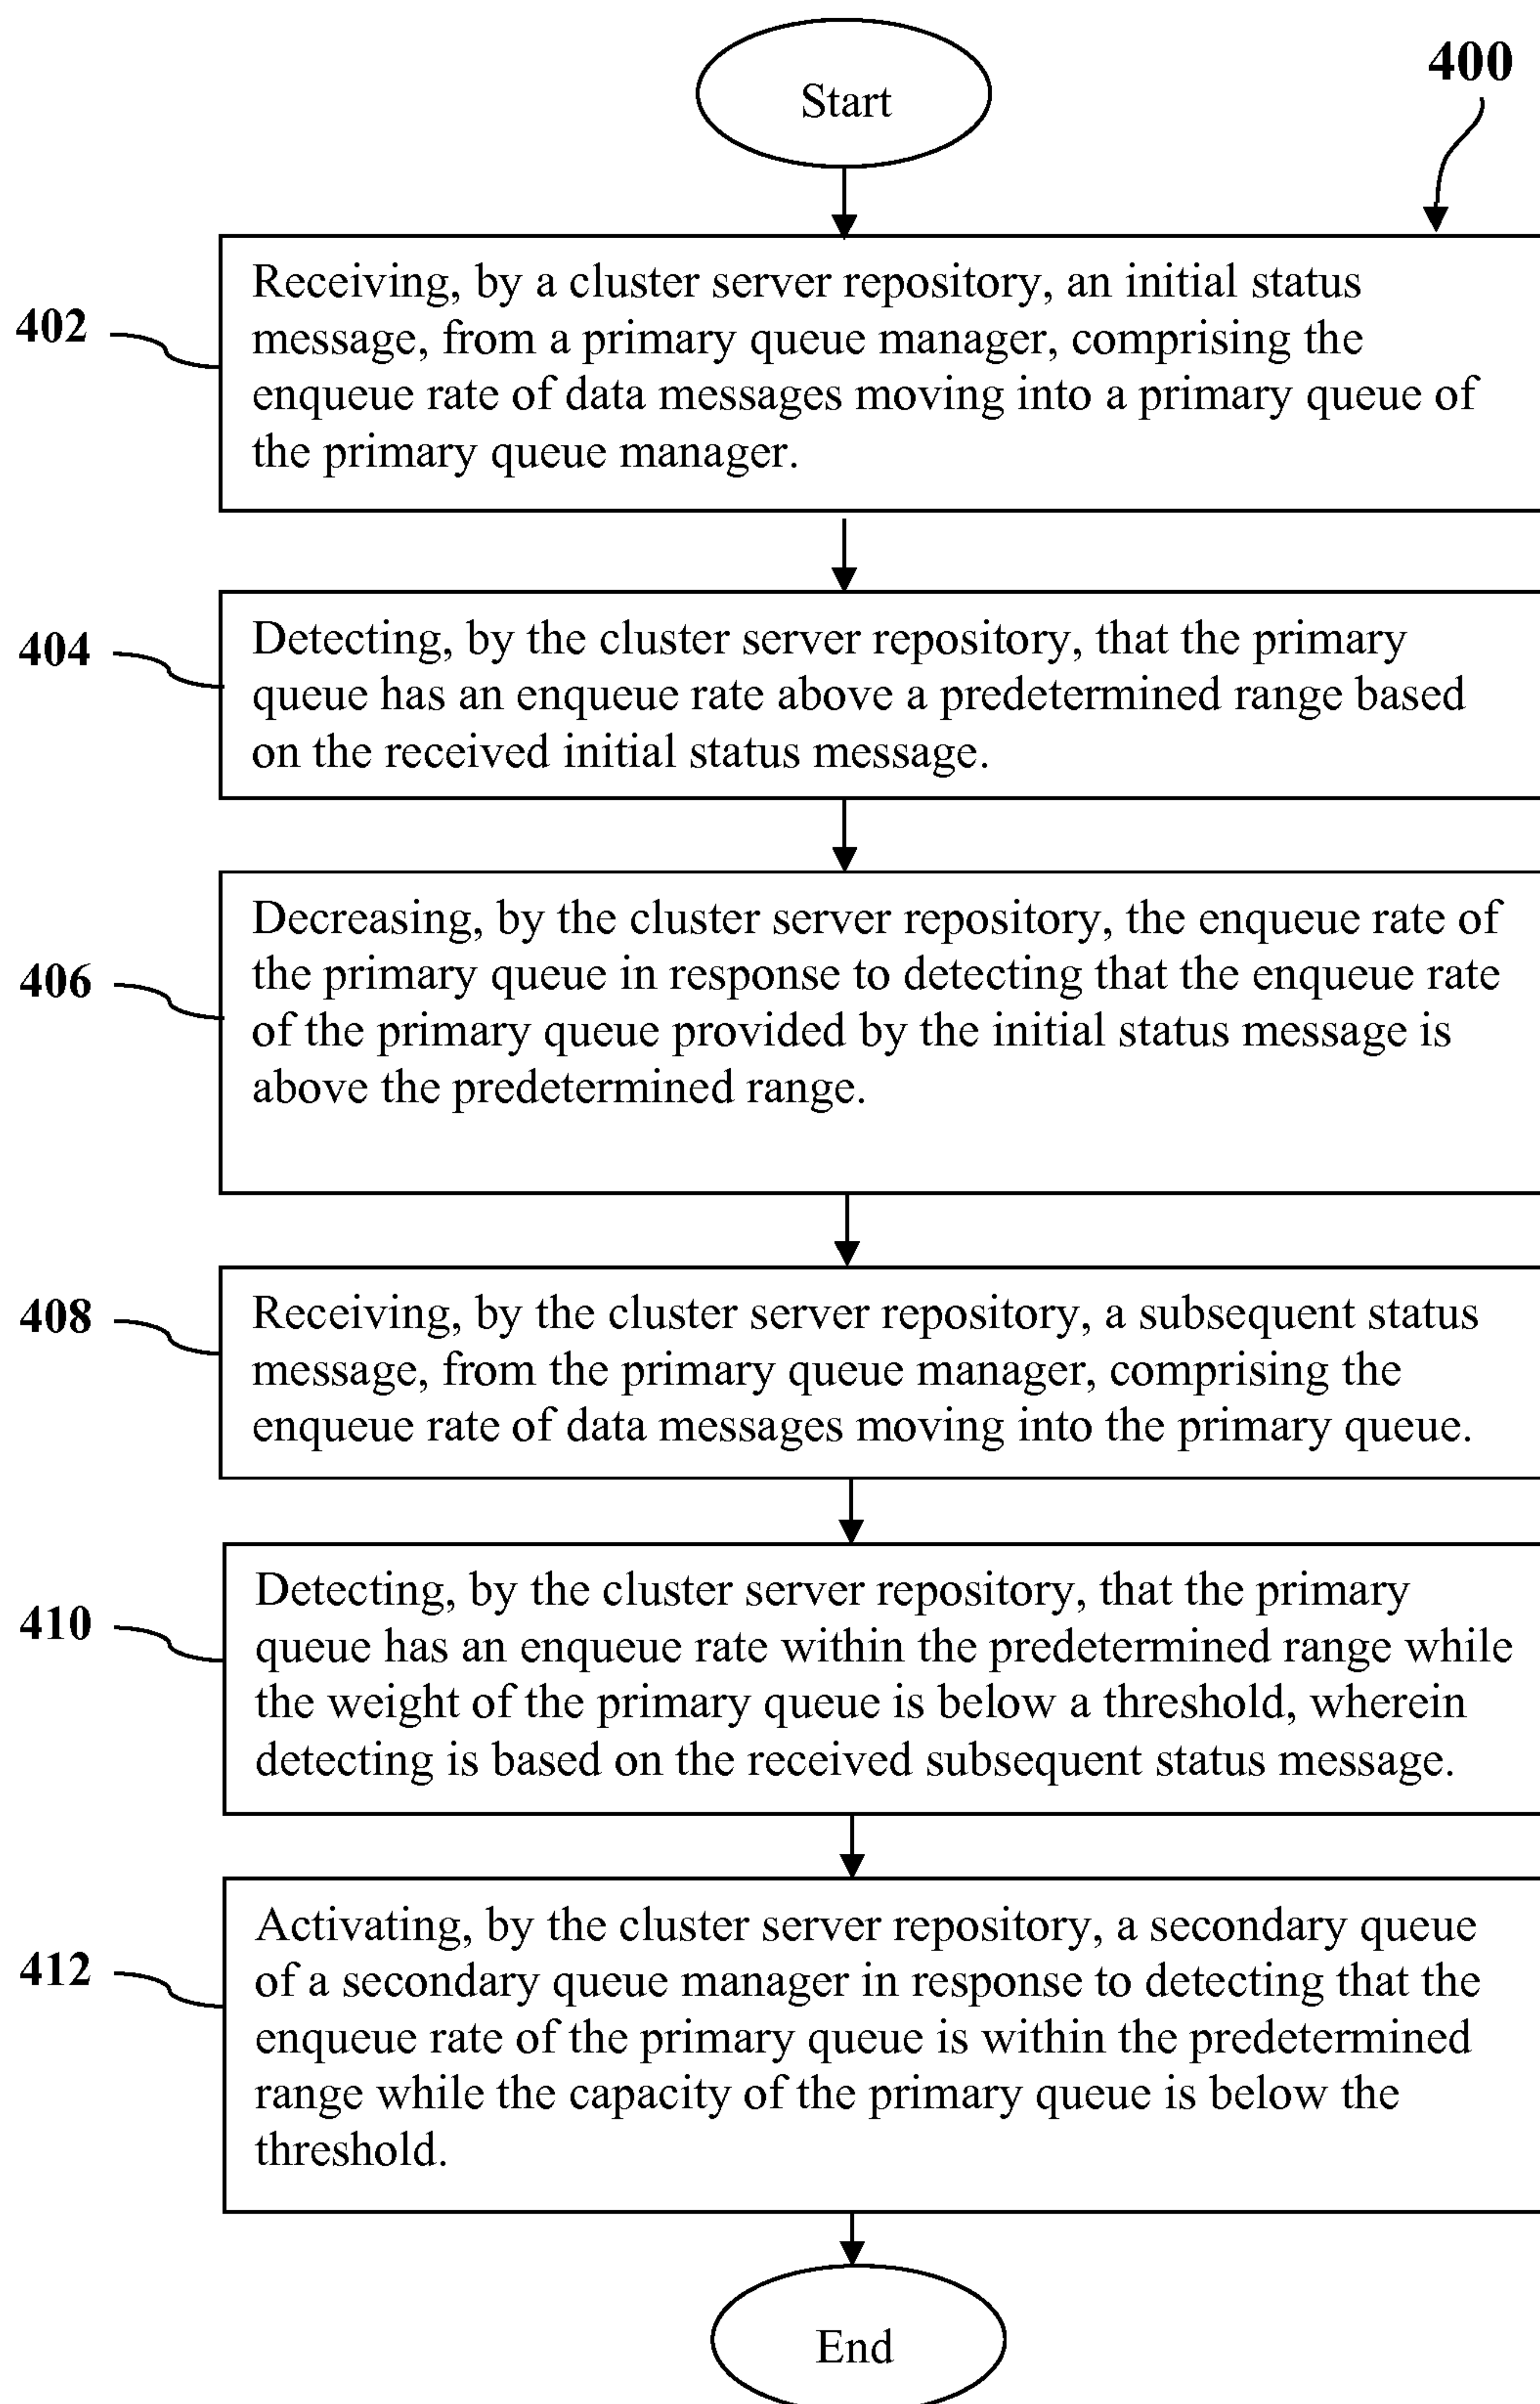 Start
400
402
Receiving, by a cluster server repository, an initial status
message, from a primary queue manager, comprising the
enqueue rate of data messages moving into a primary queue of
the primary queue manager.
404
Detecting, by the cluster server repository, that the primary
queue has an enqueue rate above a predetermined range based
on the received initial status message.
406
Decreasing, by the cluster server repository, the enqueue rate of
the primary queue in response to detecting that the enqueue rate
of the primary queue provided by the initial status message is
above the predetermined range.
408
Receiving, by the cluster server repository, a subsequent status
message, from the primary queue manager, comprising the
enqueue rate of data messages moving into the primary queue.
410
Detecting, by the cluster server repository, that the primary
queue has an enqueue rate within the predetermined range while
the weight of the primary queue is below a threshold, wherein
detecting is based on the received subsequent status message.
412
Activating, by the cluster server repository, a secondary queue
of a secondary queue manager in response to detecting that the
enqueue rate of the primary queue is within the predetermined
range while the capacity of the primary queue is below the
threshold.
End